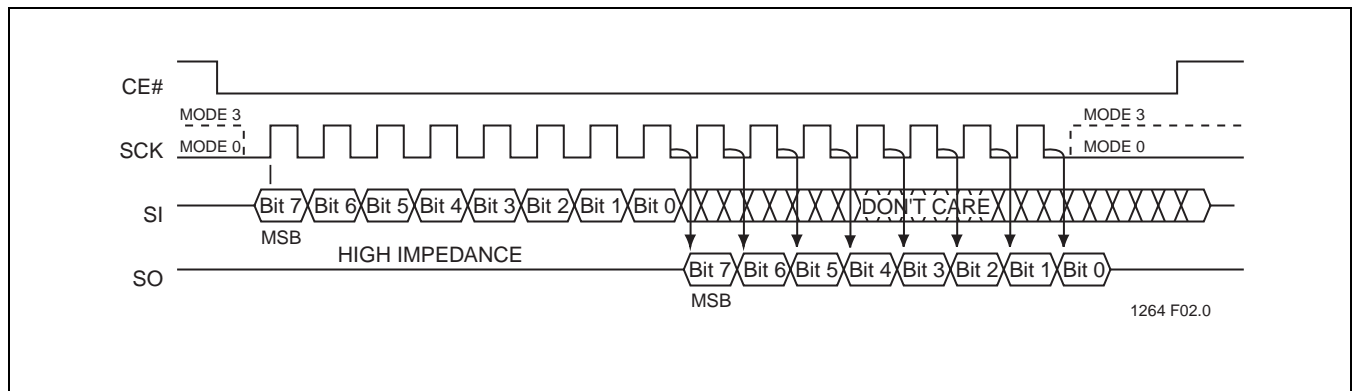 CE#
MODE 3 MODE 3
SCK MODE 0 MODE 0
SI Bit 7 Bit 6 Bit 5 Bit 4 Bit 3 Bit 2 Bit 1 Bit 0 DON'T CARE
MSB
HIGH IMPEDANCE
SO Bit 7 Bit 6 Bit 5 Bit 4 Bit 3 Bit 2 Bit 1 Bit 0
MSB
1264 F02.0